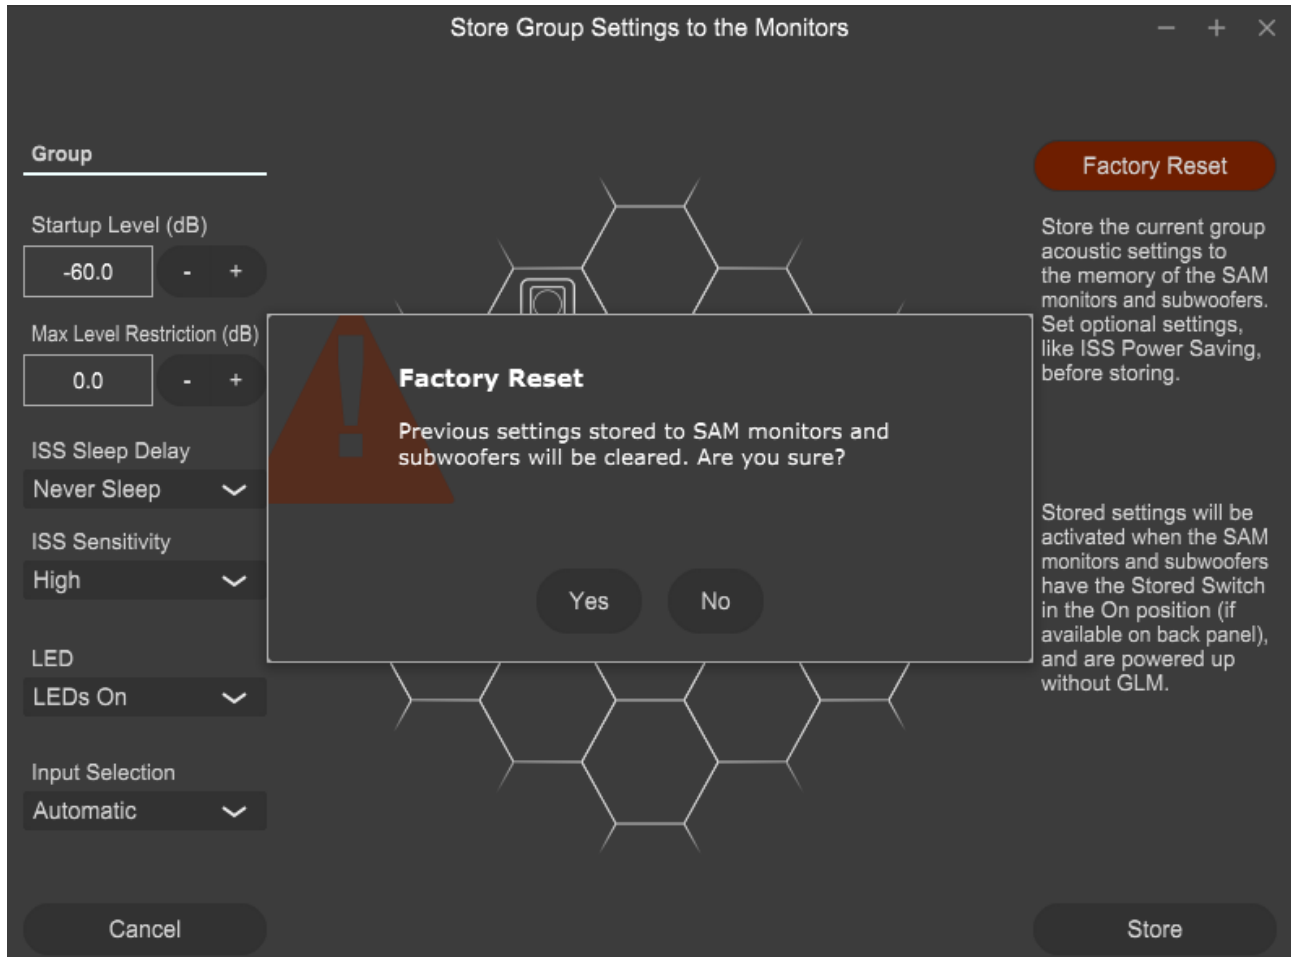 Store Group Settings to the Monitors
Group
Startup Level (dB)
-60.0 - +
Max Level Restriction (dB)
0.0 - +
ISS Sleep Delay
Never Sleep
ISS Sensitivity
High
LED
LEDs On
Input Selection
Automatic
Cancel
Factory Reset
Previous settings stored to SAM monitors and
subwoofers will be cleared. Are you sure?
Yes No
Factory Reset
Store the current group
acoustic settings to
the memory of the SAM
monitors and subwoofers.
Set optional settings,
like ISS Power Saving,
before storing.
Stored settings will be
activated when the SAM
monitors and subwoofers
have the Stored Switch
in the On position (if
available on back panel),
and are powered up
without GLM.
Store